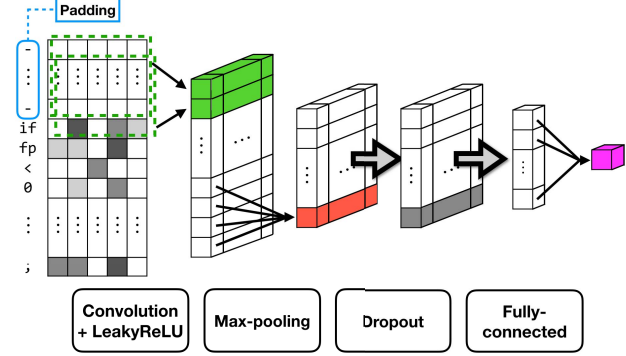 Padding
-
⋮
-
if
fp
<
0
⋮
;
Convolution
+ LeakyReLU
Max-pooling
Dropout
Fully-
connected